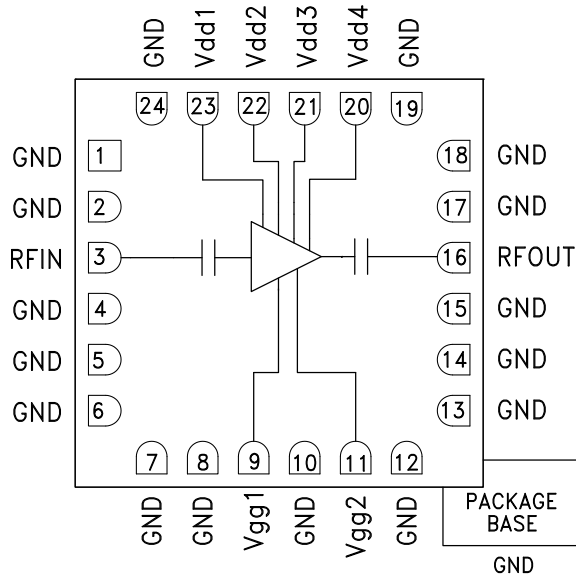 GND Vdd1 Vdd2 Vdd3 Vdd4 GND
24 23 22 21 20 19
GND 1 18 GND
GND 2 17 GND
RFIN 3 16 RFOUT
GND 4 15 GND
GND 5 14 GND
GND 6 13 GND
7 8 9 10 11 12
GND GND Vgg1 GND Vgg2 GND
PACKAGE
BASE
GND